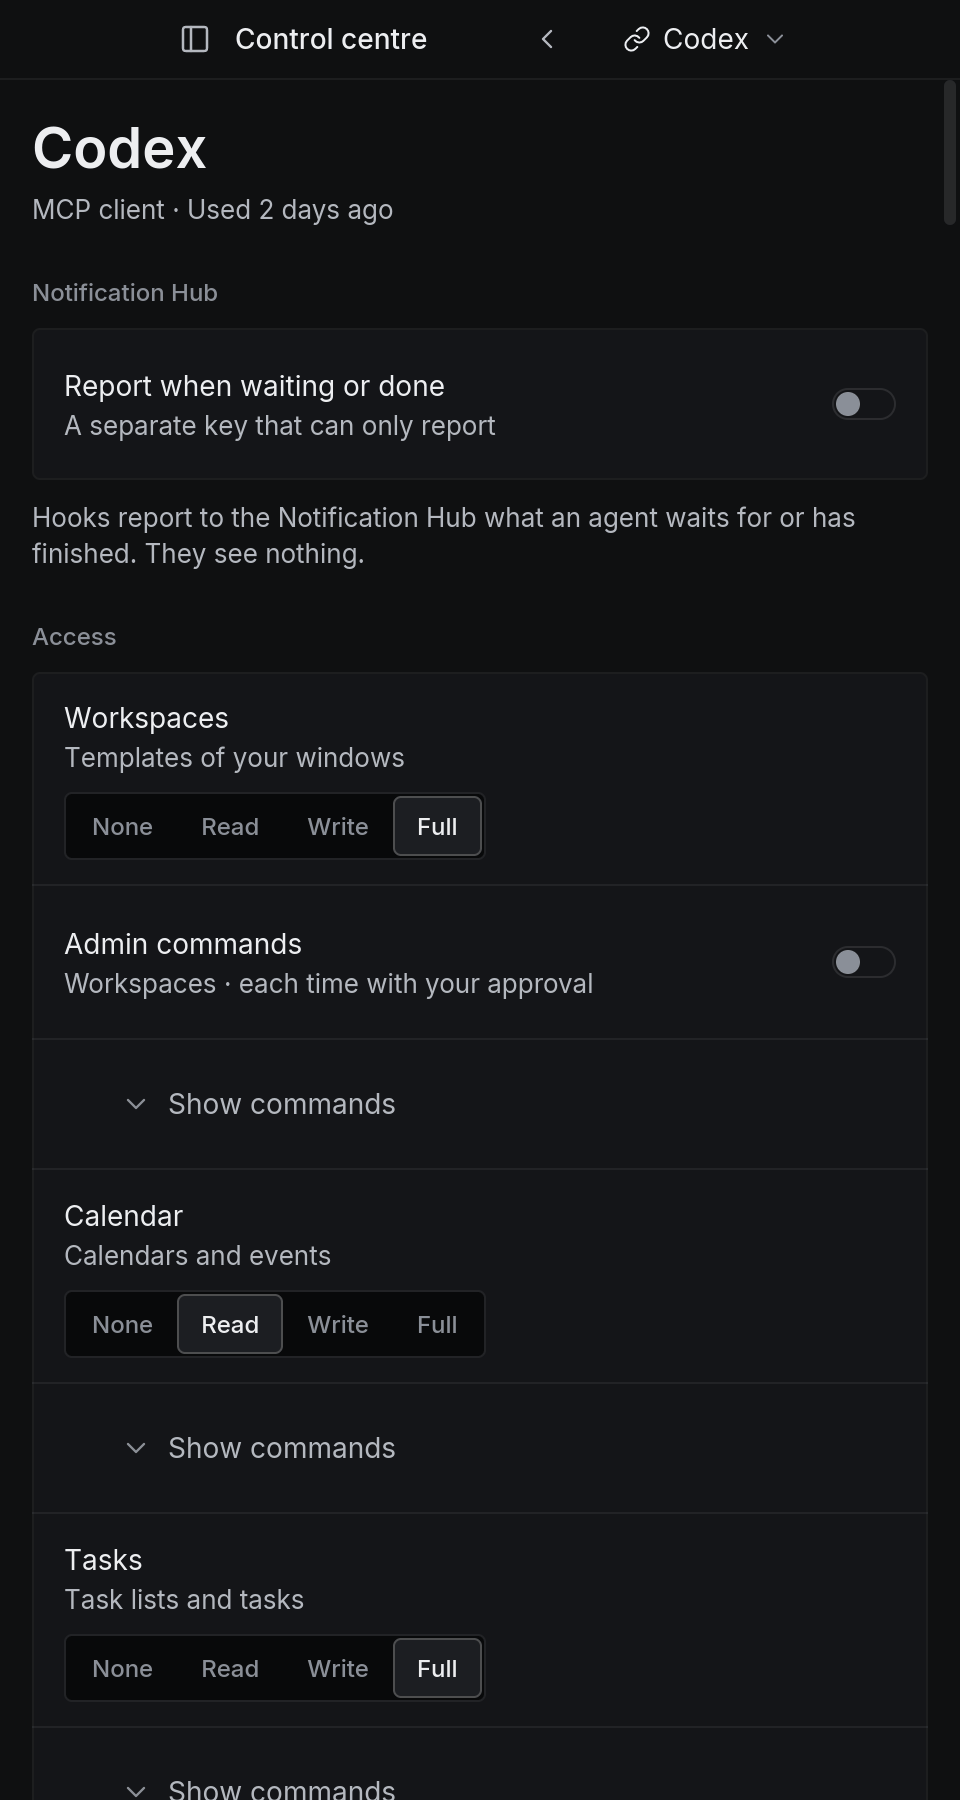 Control centre
Codex
Codex
MCP client · Used 2 days ago
Notification Hub
Report when waiting or done
A separate key that can only report
Hooks report to the Notification Hub what an agent waits for or has
finished. They see nothing.
Access
Workspaces
Templates of your windows
None Read Write Full
Admin commands
Workspaces · each time with your approval
Show commands
Calendar
Calendars and events
None Read Write Full
Show commands
Tasks
Task lists and tasks
None Read Write Full
Show commands